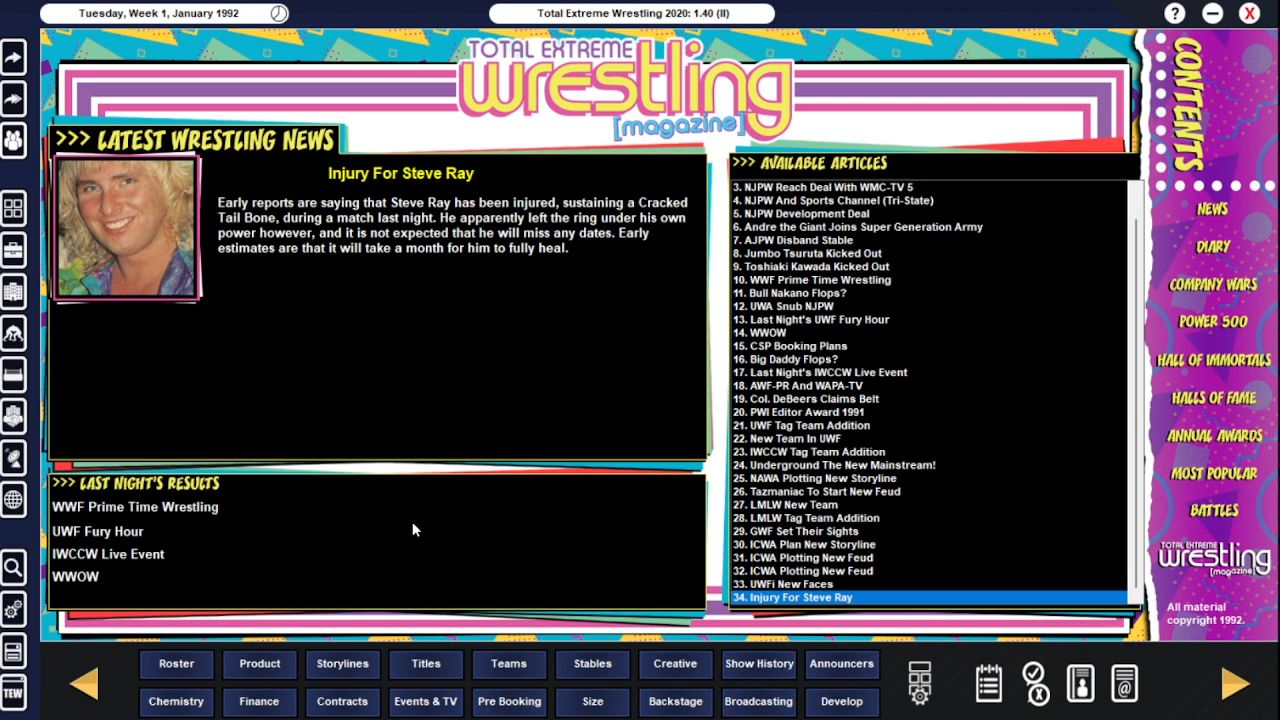 Tuesday, Week 1, January 1992
Total Extreme Wrestling 2020: 1.40 (II)
?
X
TOTAL EXTREME
wrestling
[magazine]
>>> LATEST WRESTLING NEWS
Injury For Steve Ray
Early reports are saying that Steve Ray has been injured, sustaining a Cracked
Tail Bone, during a match last night. He apparently left the ring under his own
power however, and it is not expected that he will miss any dates. Early
estimates are that it will take a month for him to fully heal.
>>> LAST NIGHT'S RESULTS
WWF Prime Time Wrestling
UWF Fury Hour
IWCCW Live Event
WWOW
>>> AVAILABLE ARTICLES
3. NJPW Reach Deal With WMC-TV 5
4. NJPW And Sports Channel (Tri-State)
5. NJPW Development Deal
6. Andre the Giant Joins Super Generation Army
7. AJPW Disband Stable
8. Jumbo Tsuruta Kicked Out
9. Toshiaki Kawada Kicked Out
10. WWF Prime Time Wrestling
11. Bull Nakano Flops?
12. UWA Snub NJPW
13. Last Night's UWF Fury Hour
14. WWOW
15. CSP Booking Plans
16. Big Daddy Flops?
17. Last Night's IWCCW Live Event
18. AWF-PR And WAPA-TV
19. Col. DeBeers Claims Belt
20. PWI Editor Award 1991
21. UWF Tag Team Addition
22. New Team In UWF
23. IWCCW Tag Team Addition
24. Underground The New Mainstream!
25. NAWA Plotting New Storyline
26. Tazmaniac To Start New Feud
27. LMLW New Team
28. LMLW Tag Team Addition
29. GWF Set Their Sights
30. ICWA Plan New Storyline
31. ICWA Plotting New Feud
32. ICWA Plotting New Feud
33. UWFi New Faces
34. Injury For Steve Ray
CONTENTS
NEWS
DIARY
COMPANY WARS
POWER 500
HALL OF IMMORTALS
HALLS OF FAME
ANNUAL AWARDS
MOST POPULAR
BATTLES
TOTAL EXTREME
wrestling
[magazine]
All material
copyright 1992.
TEW
Roster
Product
Storylines
Titles
Teams
Stables
Creative
Show History
Announcers
Chemistry
Finance
Contracts
Events & TV
Pre Booking
Size
Backstage
Broadcasting
Develop
@